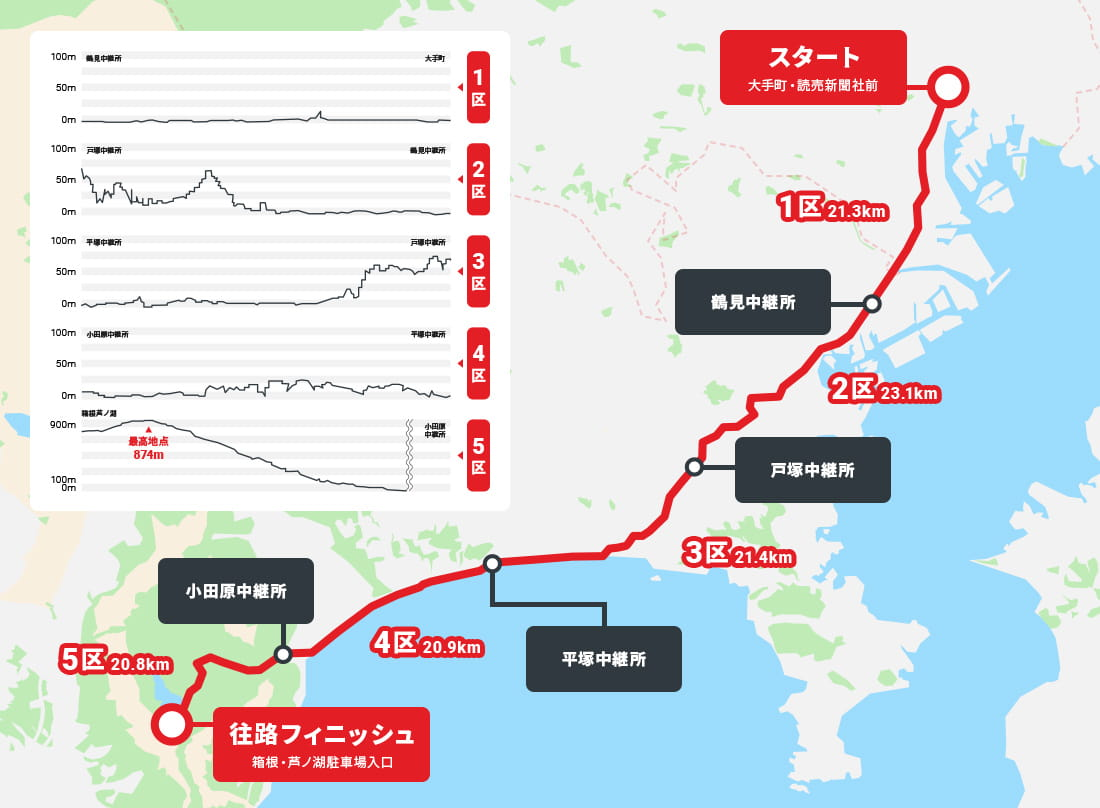 100m
鶴見中継所
大手町
50m
0m
1
区
100m
戸塚中継所
鶴見中継所
50m
0m
2
区
100m
平塚中継所
戸塚中継所
50m
0m
3
区
100m
小田原中継所
平塚中継所
50m
0m
4
区
箱根芦ノ湖
900m
最高地点
874m
小田原
中継所
100m
0m
5
区
スタート
大手町・読売新聞社前
1区 21.3km
鶴見中継所
2区 23.1km
戸塚中継所
3区 21.4km
平塚中継所
4区 20.9km
小田原中継所
5区 20.8km
往路フィニッシュ
箱根・芦ノ湖駐車場入口